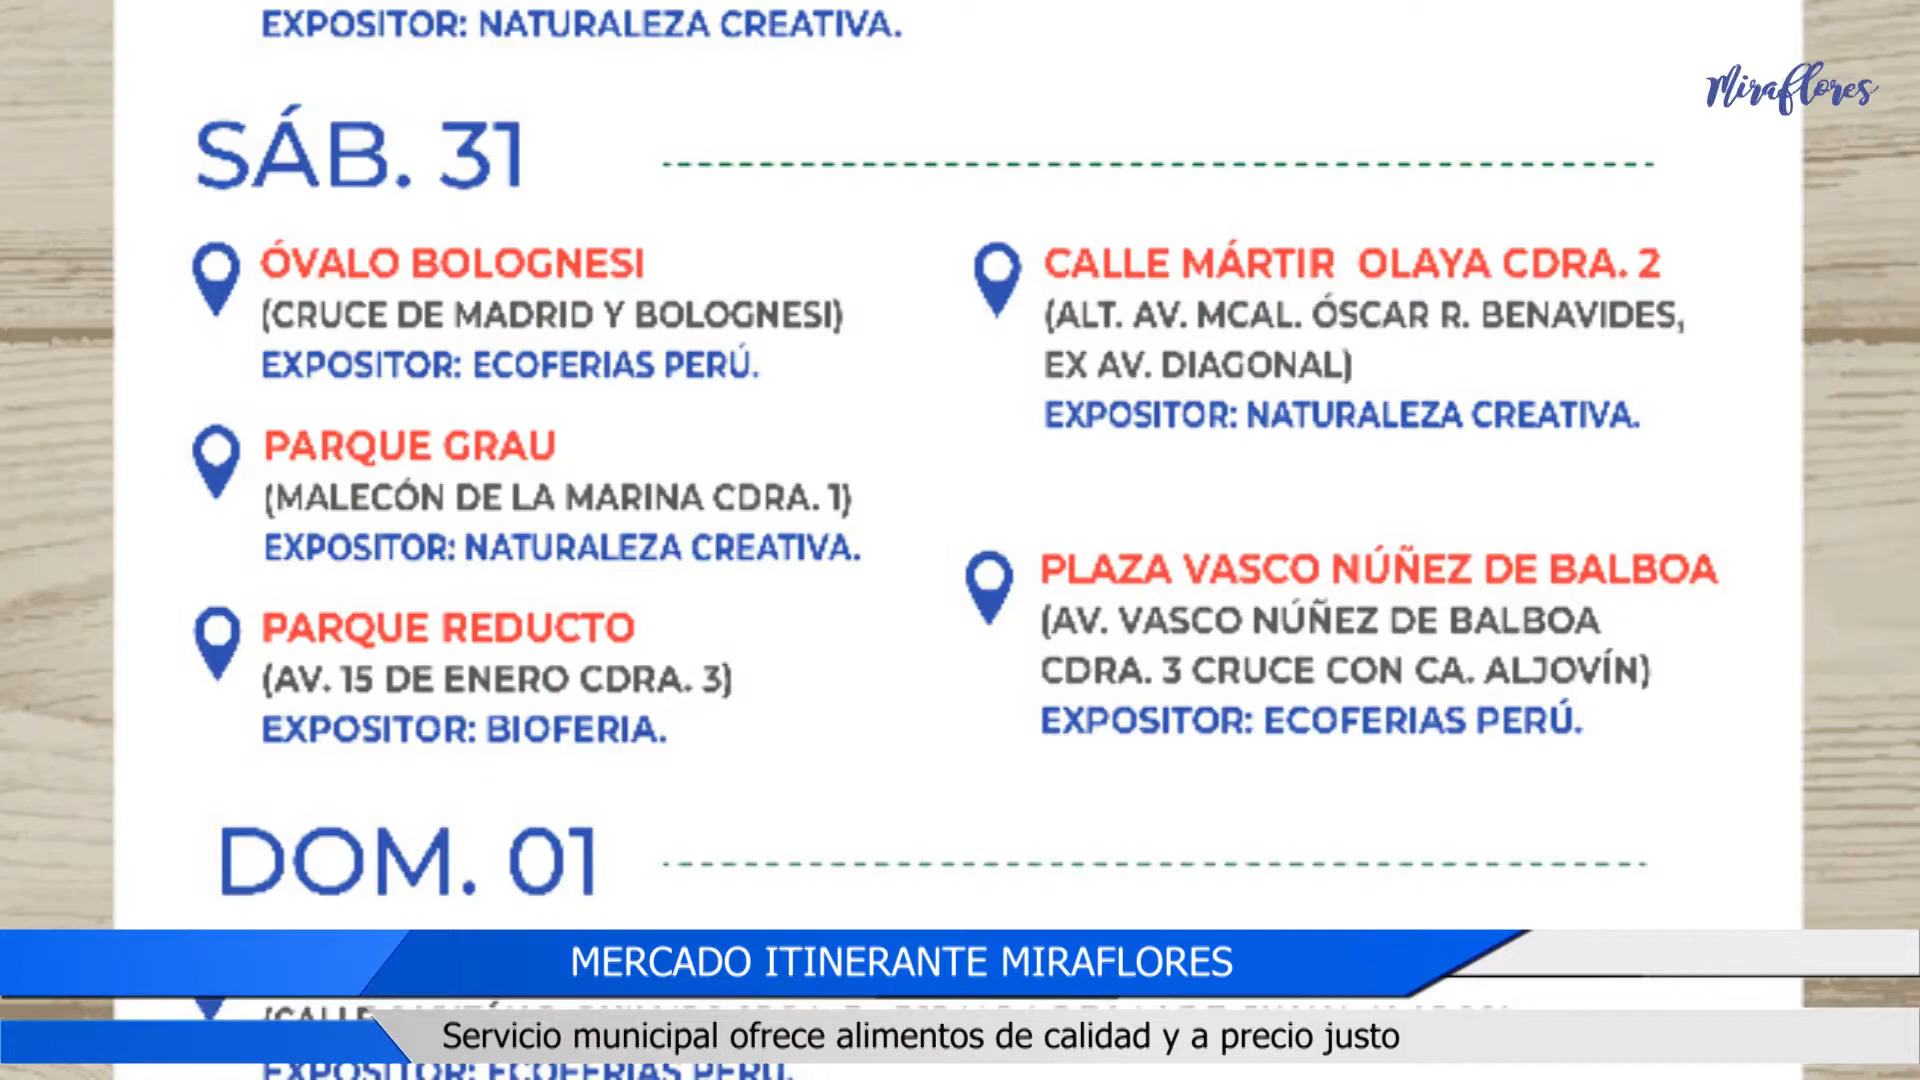 EXPOSITOR: NATURALEZA CREATIVA.
Miraflores
SÁB. 31
ÓVALO BOLOGNESI
(CRUCE DE MADRID Y BOLOGNESI)
EXPOSITOR: ECOFERIAS PERÚ.
PARQUE GRAU
(MALECÓN DE LA MARINA CDRA. 1)
EXPOSITOR: NATURALEZA CREATIVA.
PARQUE REDUCTO
(AV. 15 DE ENERO CDRA. 3)
EXPOSITOR: BIOFERIA.
CALLE MÁRTIR OLAYA CDRA. 2
(ALT. AV. MCAL. ÓSCAR R. BENAVIDES,
EX AV. DIAGONAL)
EXPOSITOR: NATURALEZA CREATIVA.
PLAZA VASCO NÚÑEZ DE BALBOA
(AV. VASCO NÚÑEZ DE BALBOA
CDRA. 3 CRUCE CON CA. ALJOVÍN)
EXPOSITOR: ECOFERIAS PERÚ.
DOM. 01
MERCADO ITINERANTE MIRAFLORES
(CALLE
Servicio municipal ofrece alimentos de calidad y a precio justo
EXPOSITOR: ECOFERIAS PERÚ.